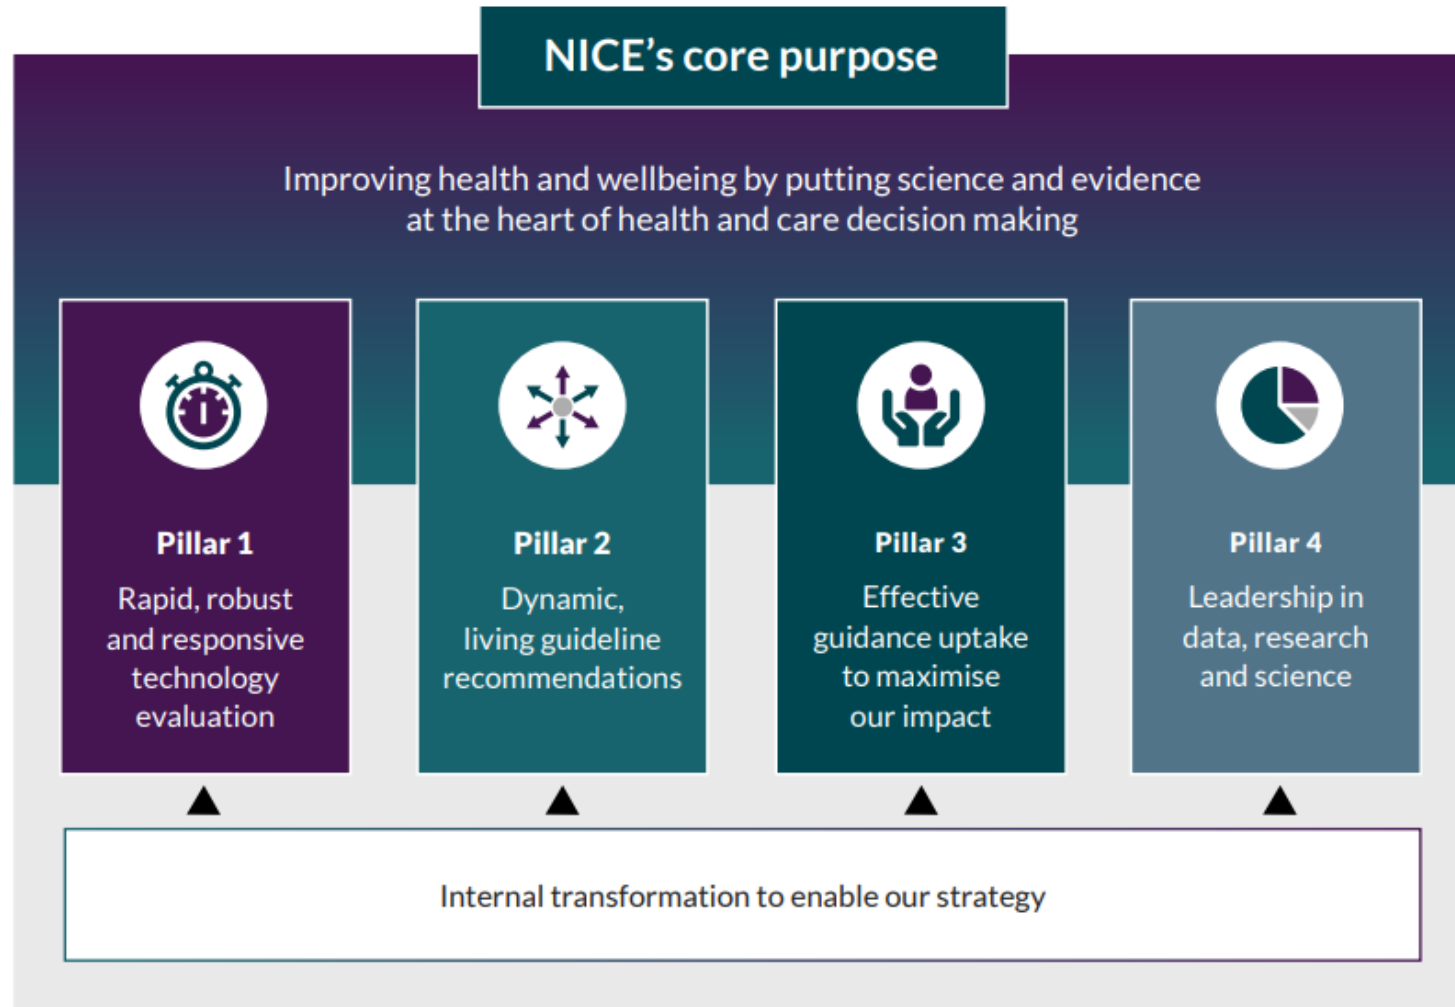 NICE’s core purpose
Improving health and wellbeing by putting science and evidence
at the heart of health and care decision making
Pillar 1
Rapid, robust
and responsive
technology
evaluation
Pillar 2
Dynamic,
living guideline
recommendations
Pillar 3
Effective
guidance uptake
to maximise
our impact
Pillar 4
Leadership in
data, research
and science
Internal transformation to enable our strategy